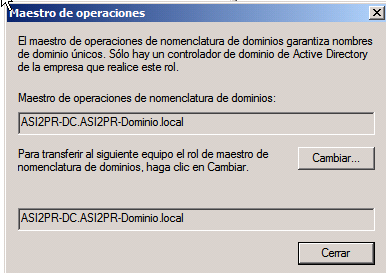 Maestro de operaciones
El maestro de operaciones de nomenclatura de dominios garantiza nombres
de dominio únicos. Sólo hay un controlador de dominio de Active Directory
de la empresa que realice este rol.
Maestro de operaciones de nomenclatura de dominios:
ASI2PR-DC.ASI2PR-Dominio.local
Para transferir al siguiente equipo el rol de maestro de
nomenclatura de dominios, haga clic en Cambiar.
Cambiar...
ASI2PR-DC.ASI2PR-Dominio.local
Cerrar